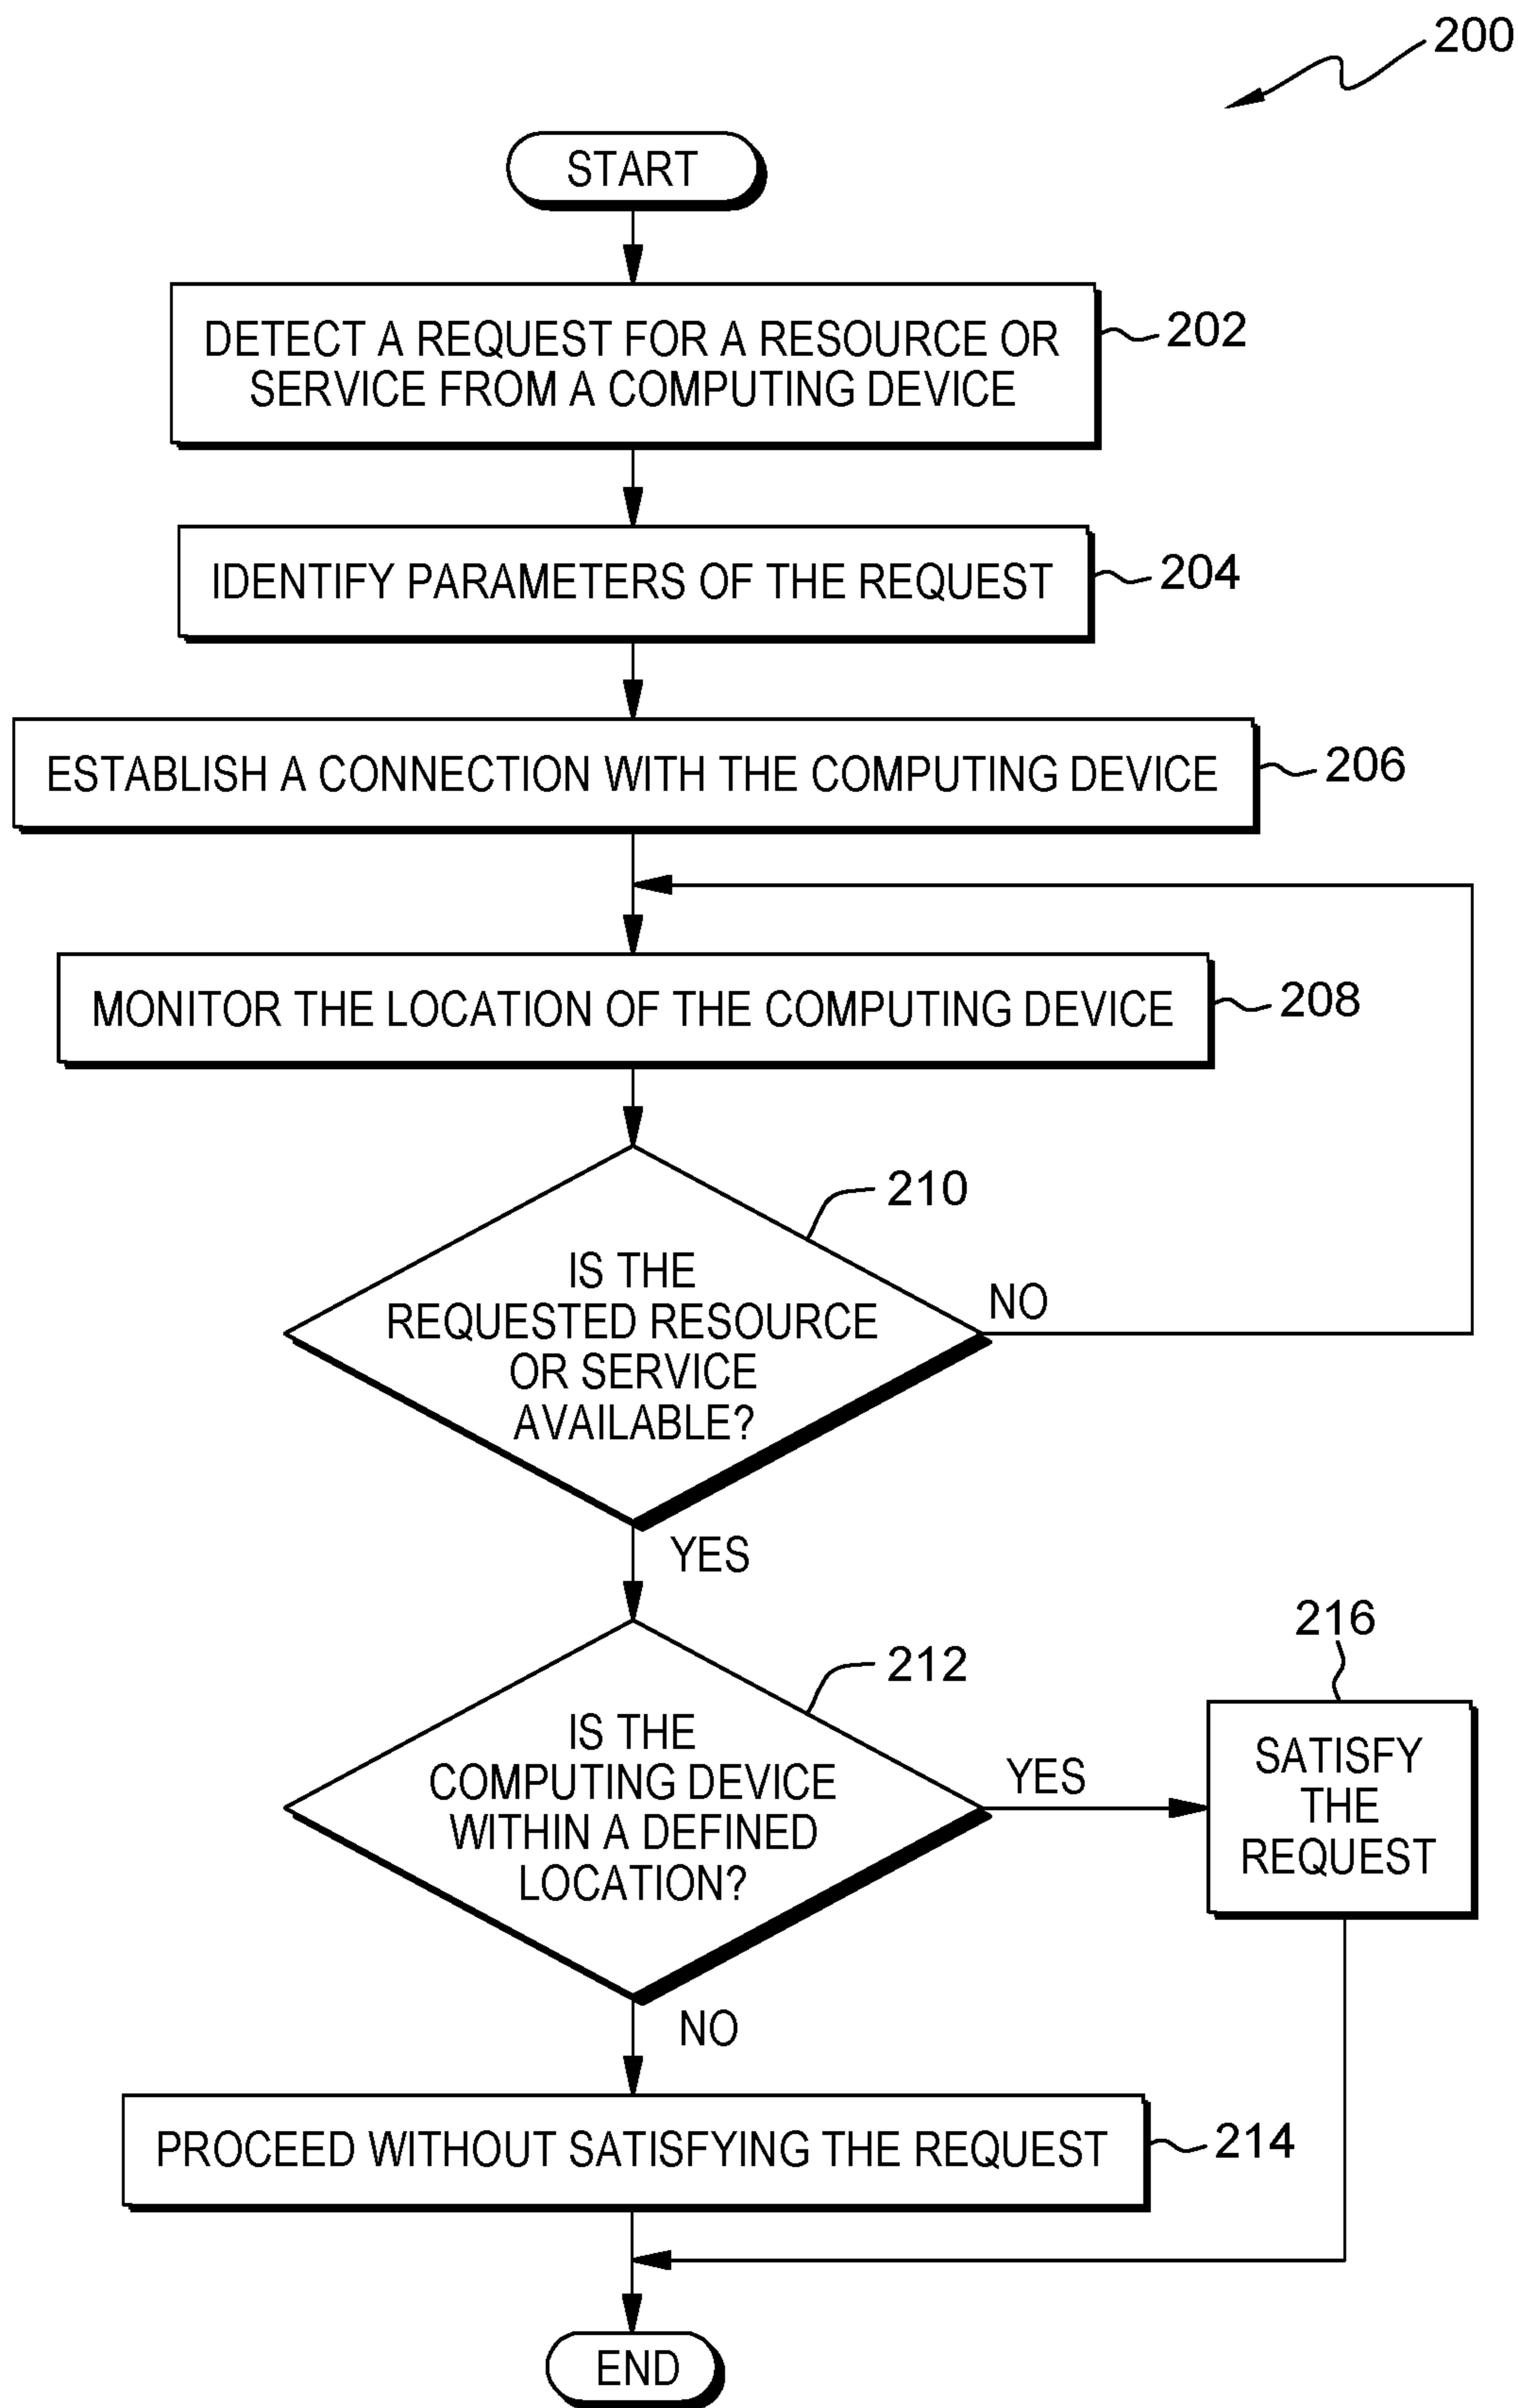 200
START
DETECT A REQUEST FOR A RESOURCE OR
SERVICE FROM A COMPUTING DEVICE
202
IDENTIFY PARAMETERS OF THE REQUEST
204
ESTABLISH A CONNECTION WITH THE COMPUTING DEVICE
206
MONITOR THE LOCATION OF THE COMPUTING DEVICE
208
210
IS THE
REQUESTED RESOURCE
OR SERVICE
AVAILABLE?
NO
YES
212
IS THE
COMPUTING DEVICE
WITHIN A DEFINED
LOCATION?
YES
216
SATISFY
THE
REQUEST
NO
PROCEED WITHOUT SATISFYING THE REQUEST
214
END